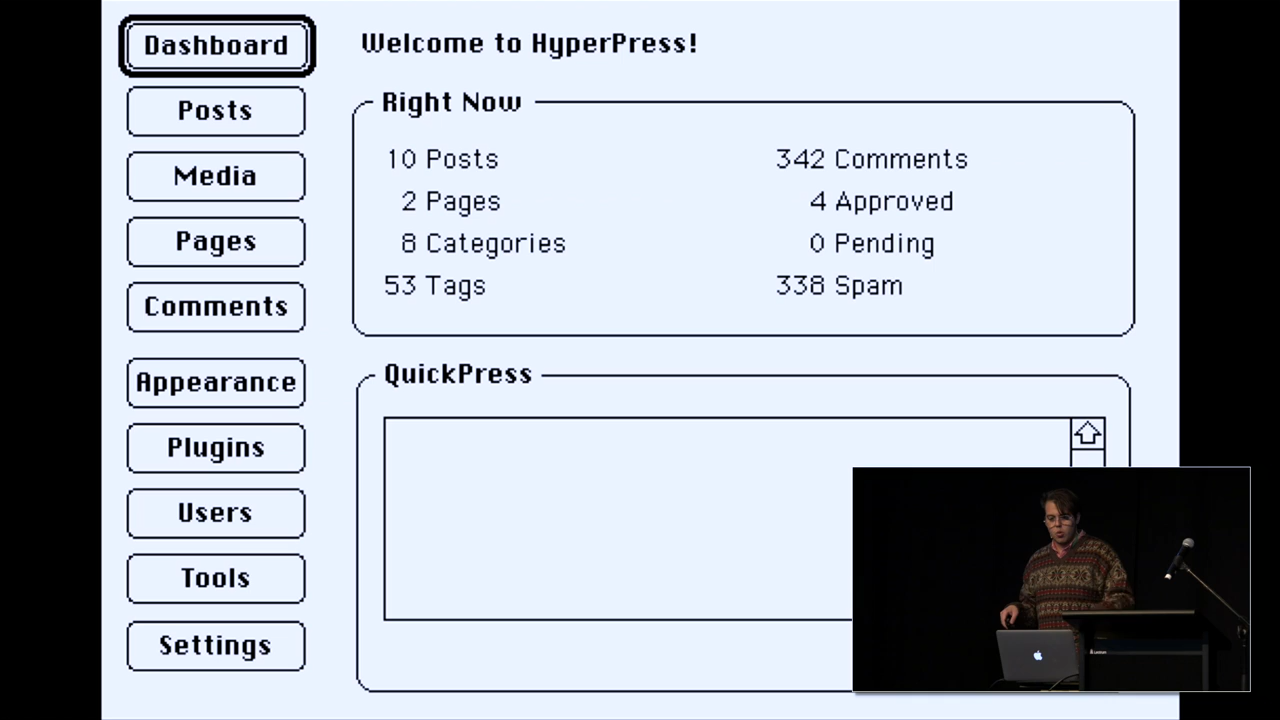 Dashboard
Posts
Media
Pages
Comments
Appearance
Plugins
Users
Tools
Settings
Welcome to HyperPress!
Right Now
10 Posts
2 Pages
8 Categories
53 Tags
342 Comments
4 Approved
0 Pending
338 Spam
QuickPress